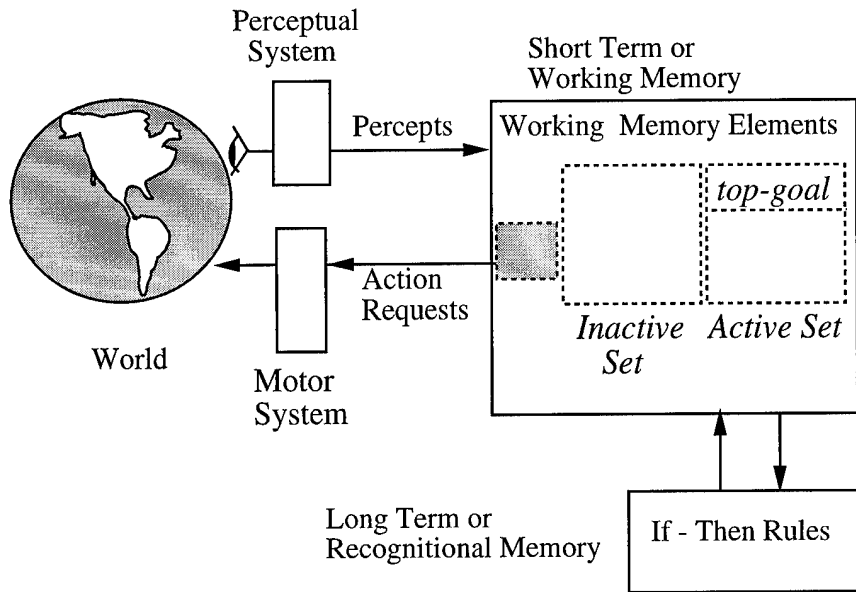 Perceptual
System
Short Term or
Working Memory
Percepts
Working Memory Elements
top-goal
Action
Requests
Inactive
Set
Active Set
World
Motor
System
Long Term or
Recognitional Memory
If - Then Rules